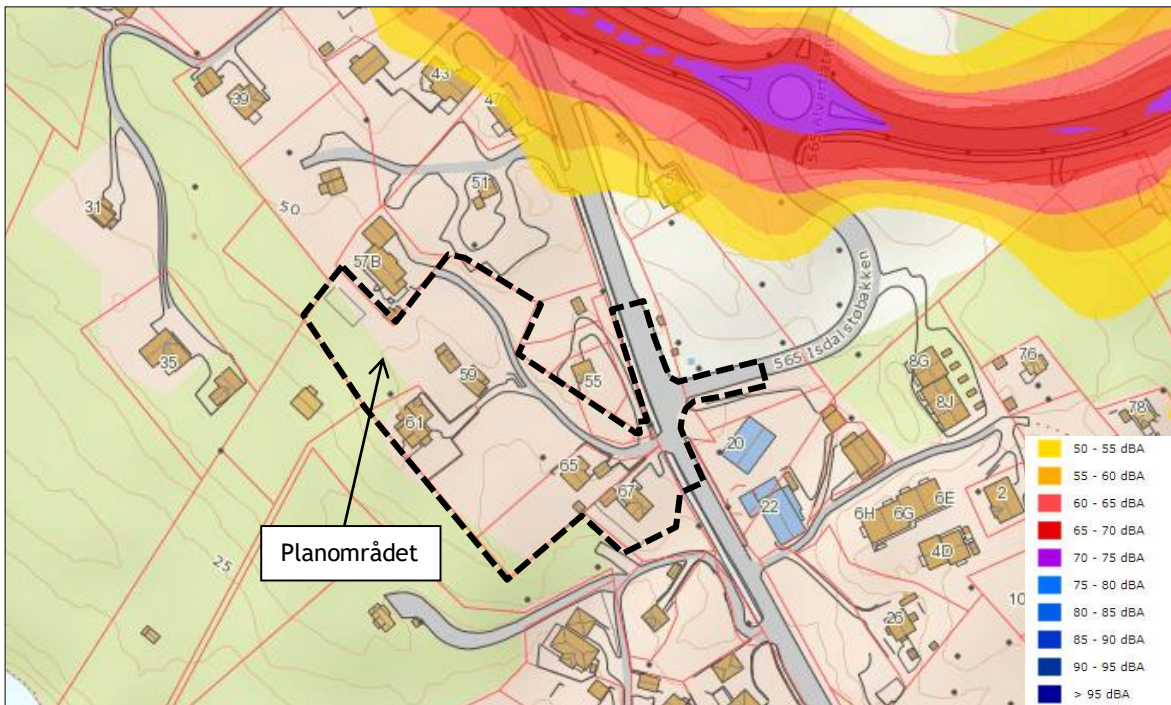 43
47
39
565 Alverfläten
51
31
50
57B
565 Isdalstøbakken
35
59
55
8G
76
8J
61
78
20
65
67
22
6E
6G
6H
2
4D
Planområdet
25
26
10
50 - 55 dBA
55 - 60 dBA
60 - 65 dBA
65 - 70 dBA
70 - 75 dBA
75 - 80 dBA
80 - 85 dBA
85 - 90 dBA
90 - 95 dBA
> 95 dBA